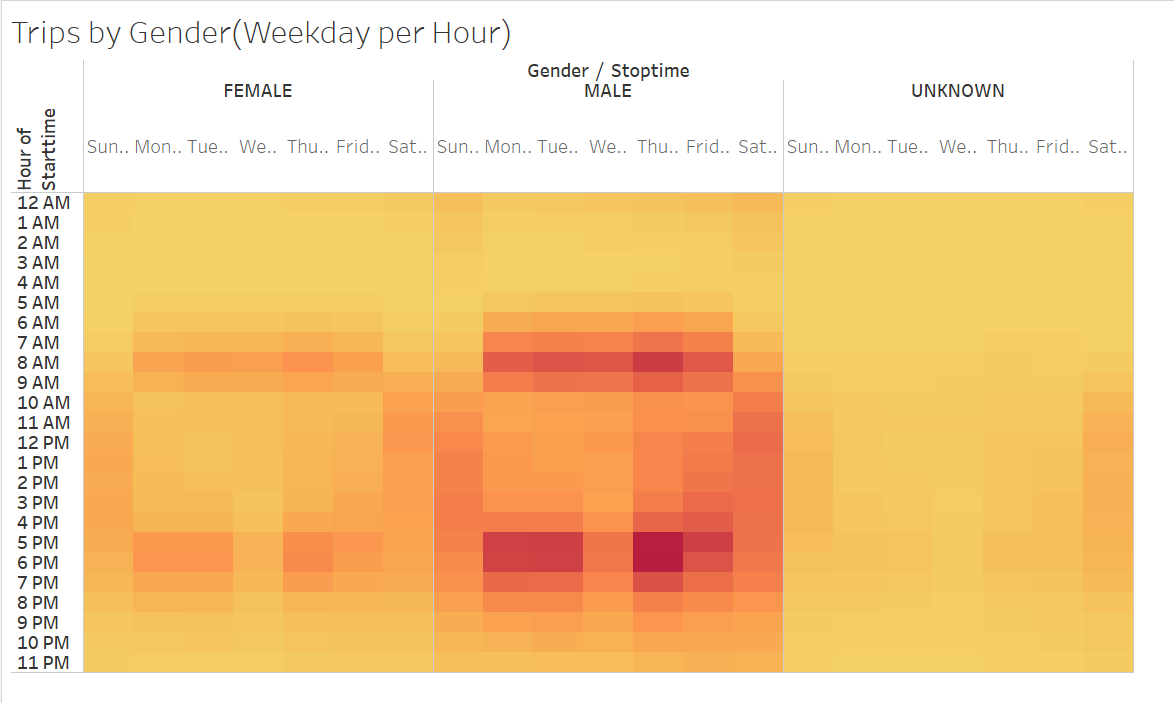 Trips by Gender(Weekday per Hour)
Gender / Stoptime
FEMALE MALE UNKNOWN
Hour of
Starttime
Sun.. Mon.. Tue.. We.. Thu.. Frid.. Sat.. Sun.. Mon.. Tue.. We.. Thu.. Frid.. Sat.. Sun.. Mon.. Tue.. We.. Thu.. Frid.. Sat..
12 AM
1 AM
2 AM
3 AM
4 AM
5 AM
6 AM
7 AM
8 AM
9 AM
10 AM
11 AM
12 PM
1 PM
2 PM
3 PM
4 PM
5 PM
6 PM
7 PM
8 PM
9 PM
10 PM
11 PM